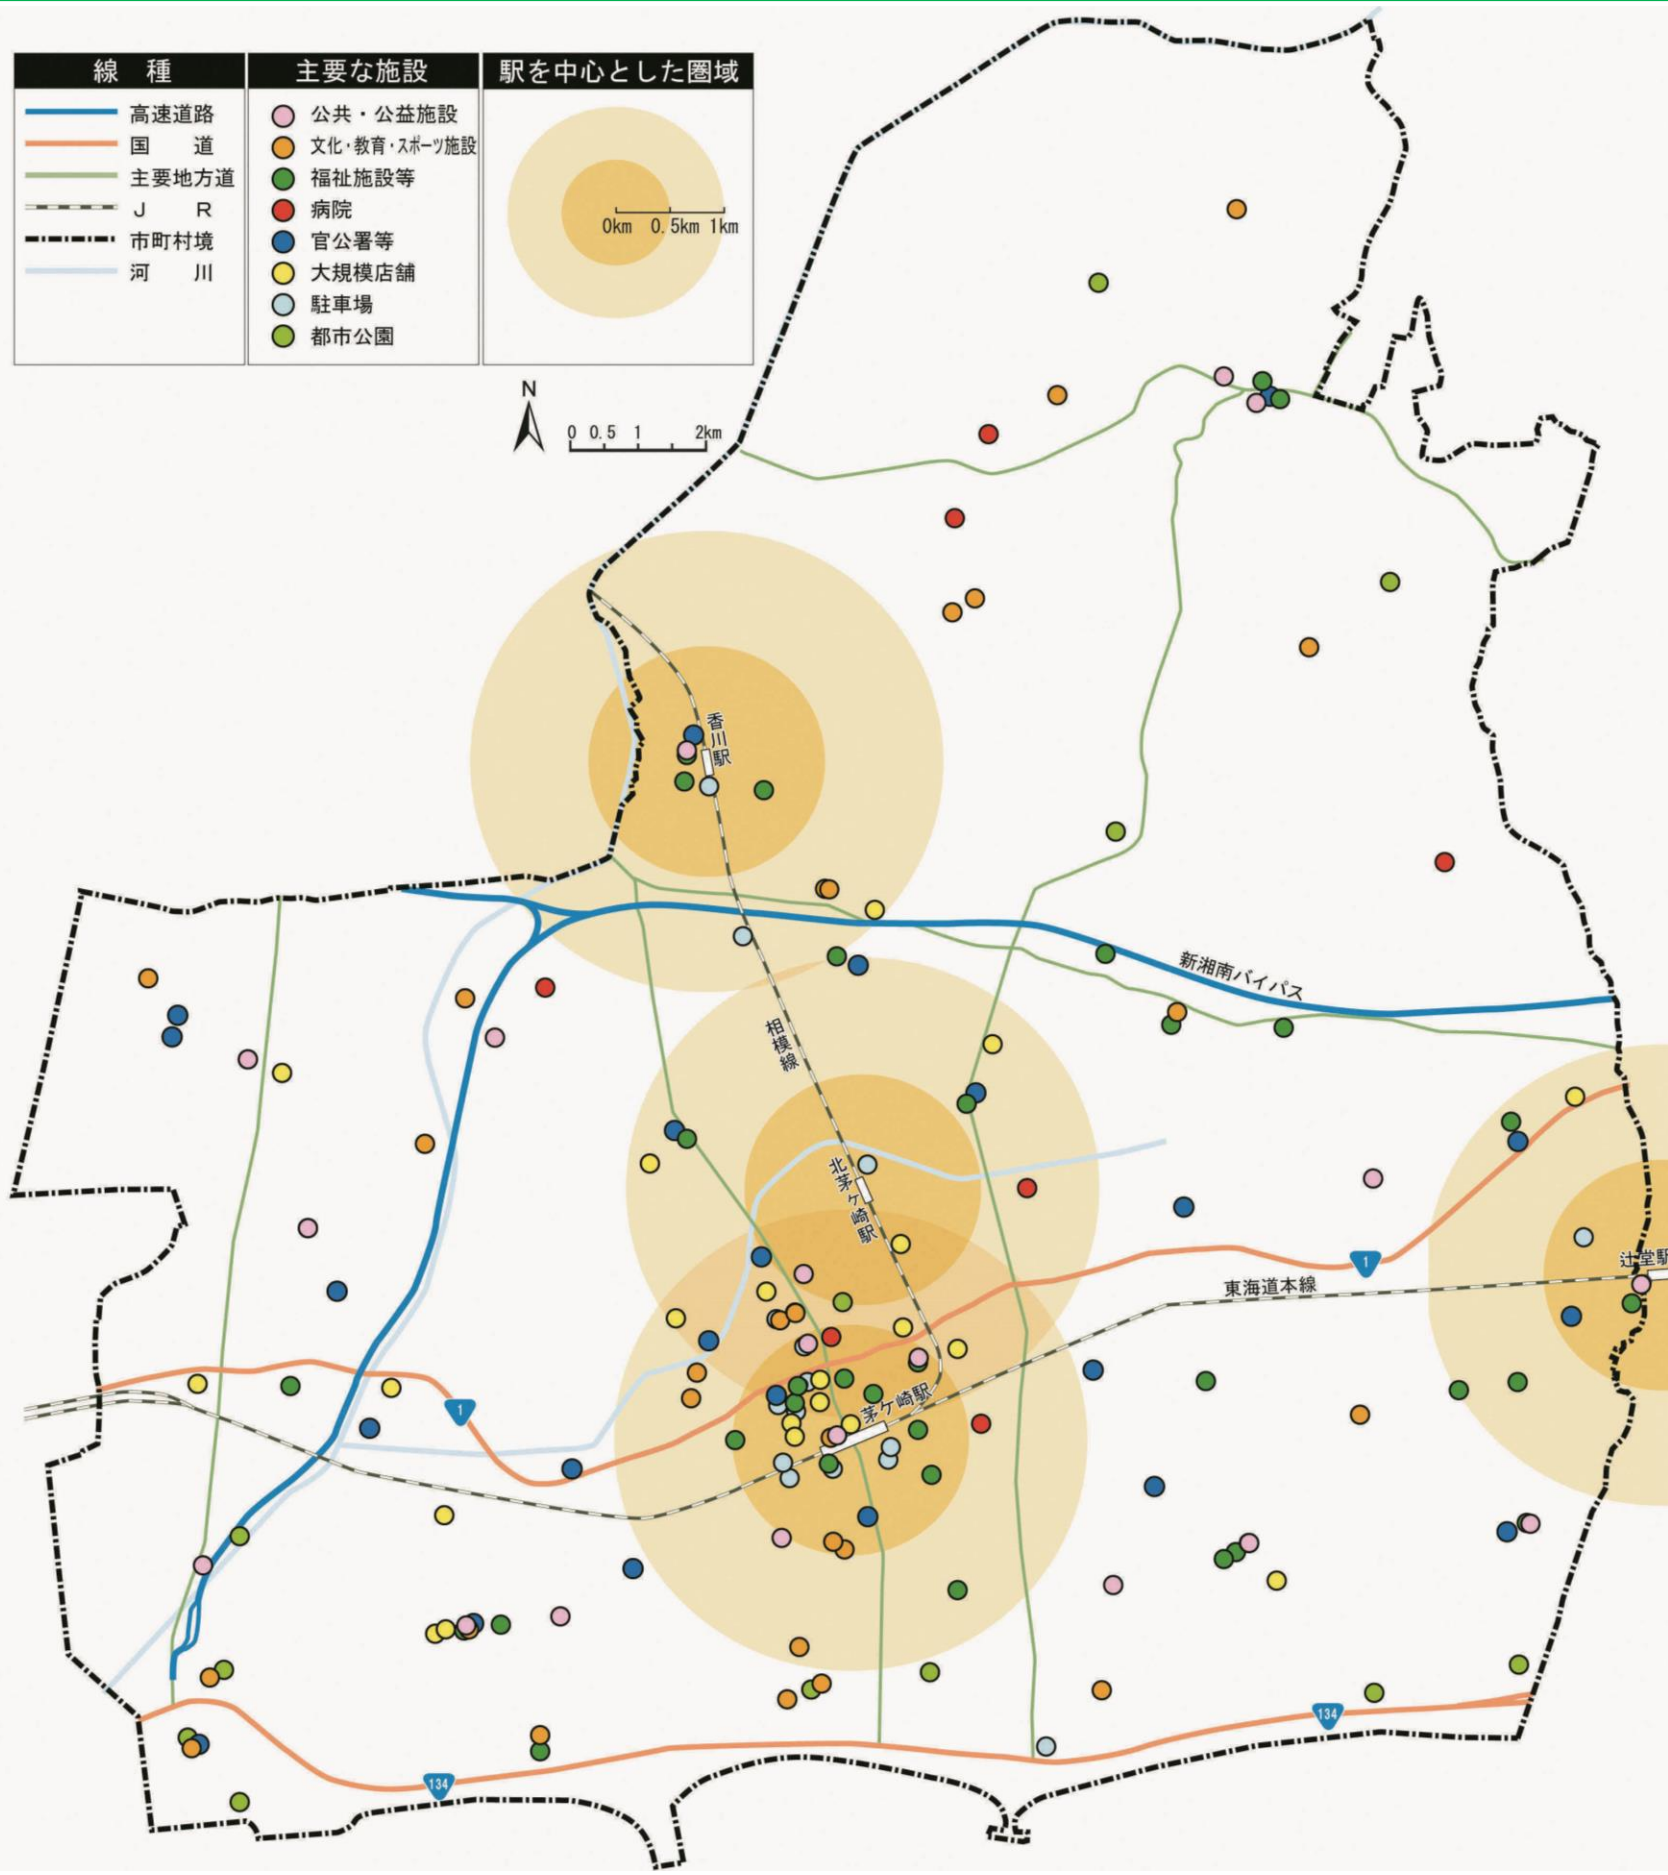 線　種
高速道路
国　　道
主要地方道
J　　R
市町村境
河　　川
主要な施設
公共・公益施設
文化・教育・スポーツ施設
福祉施設等
病院
官公署等
大規模店舗
駐車場
都市公園
駅を中心とした圏域
0km 0.5km 1km
N
0 0.5 1 2km
香川駅
新湘南バイパス
相模線
北茅ヶ崎駅
1
辻堂駅
東海道本線
茅ケ崎駅
1
134
134